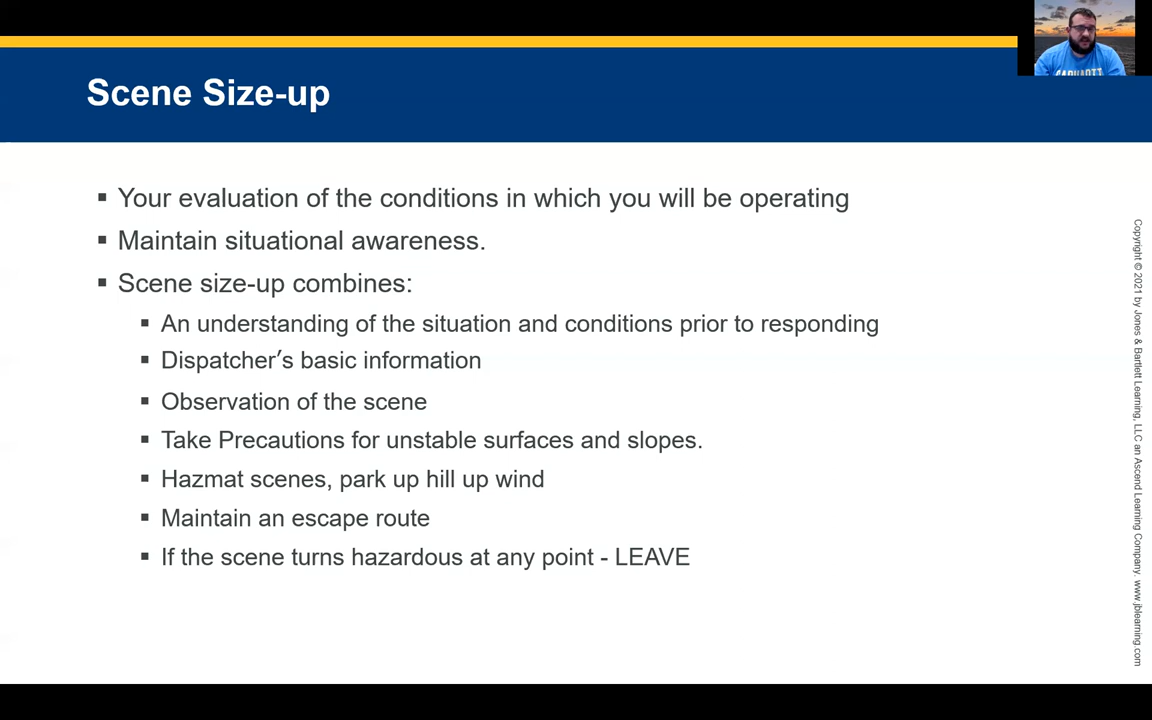 Scene Size-up
▪ Your evaluation of the conditions in which you will be operating
▪ Maintain situational awareness.
▪ Scene size-up combines:
▪ An understanding of the situation and conditions prior to responding
▪ Dispatcher’s basic information
▪ Observation of the scene
▪ Take Precautions for unstable surfaces and slopes.
▪ Hazmat scenes, park up hill up wind
▪ Maintain an escape route
▪ If the scene turns hazardous at any point - LEAVE
Copyright © 2021 by Jones & Bartlett Learning, LLC an Ascend Learning Company. www.jblearning.com
CARHARTT